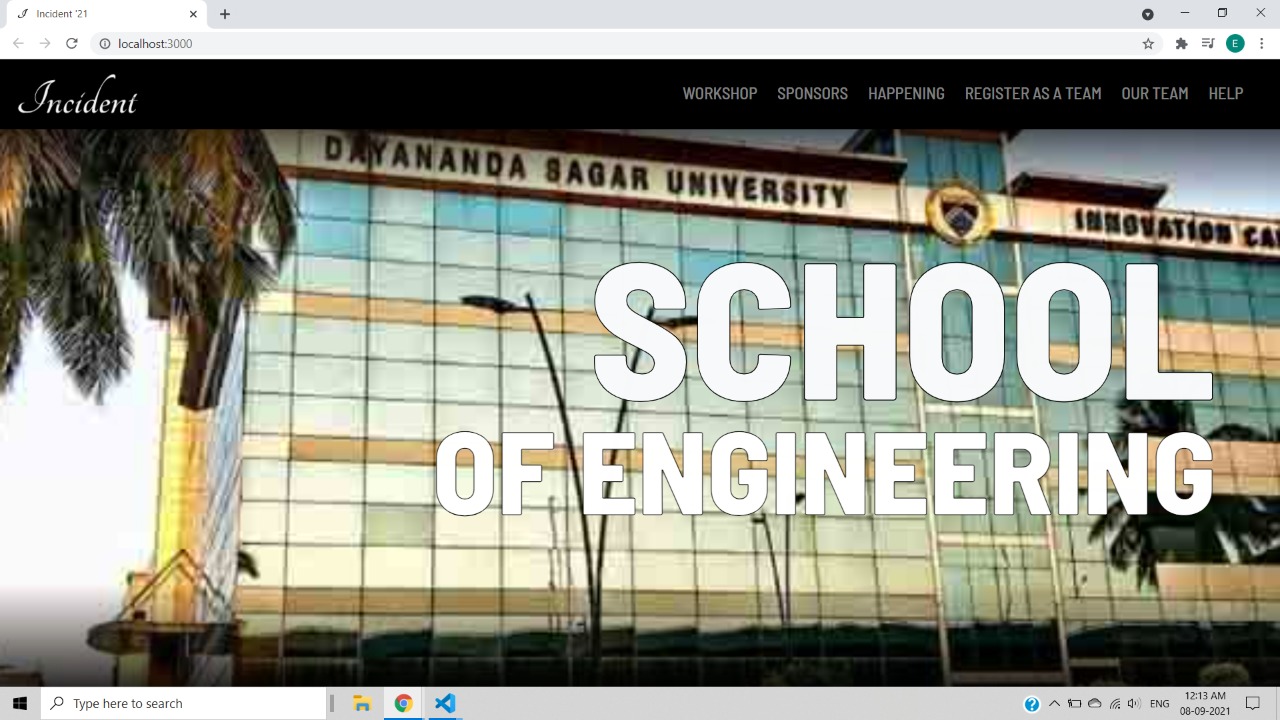 Incident '21
localhost:3000
E
Incident
WORKSHOP SPONSORS HAPPENING REGISTER AS A TEAM OUR TEAM HELP
DAYANANDA SAGAR UNIVERSITY
INNOVATION CA
SCHOOL
OF ENGINEERING
Type here to search
ENG
12:13 AM
08-09-2021